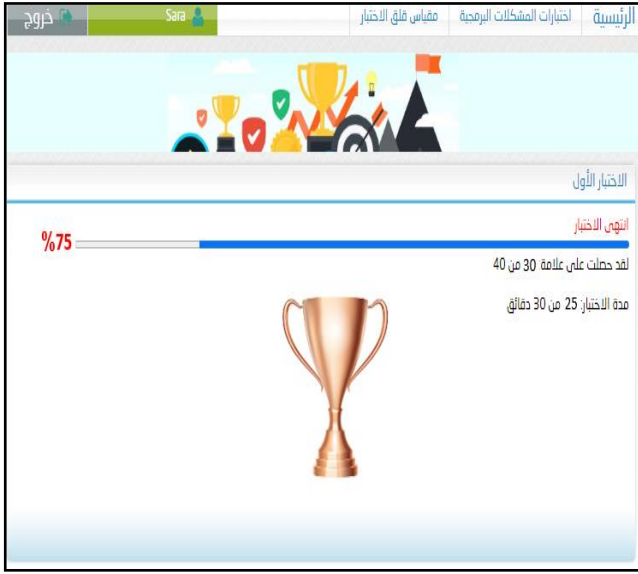 الرئيسية اختبارات المشكلات البرمجية مقياس قلق الاختبار Sara خروج
الاختبار الأول
انتهى الاختبار
%75
لقد حصلت على علامة 30 من 40
مدة الاختبار: 25 من 30 دقائق